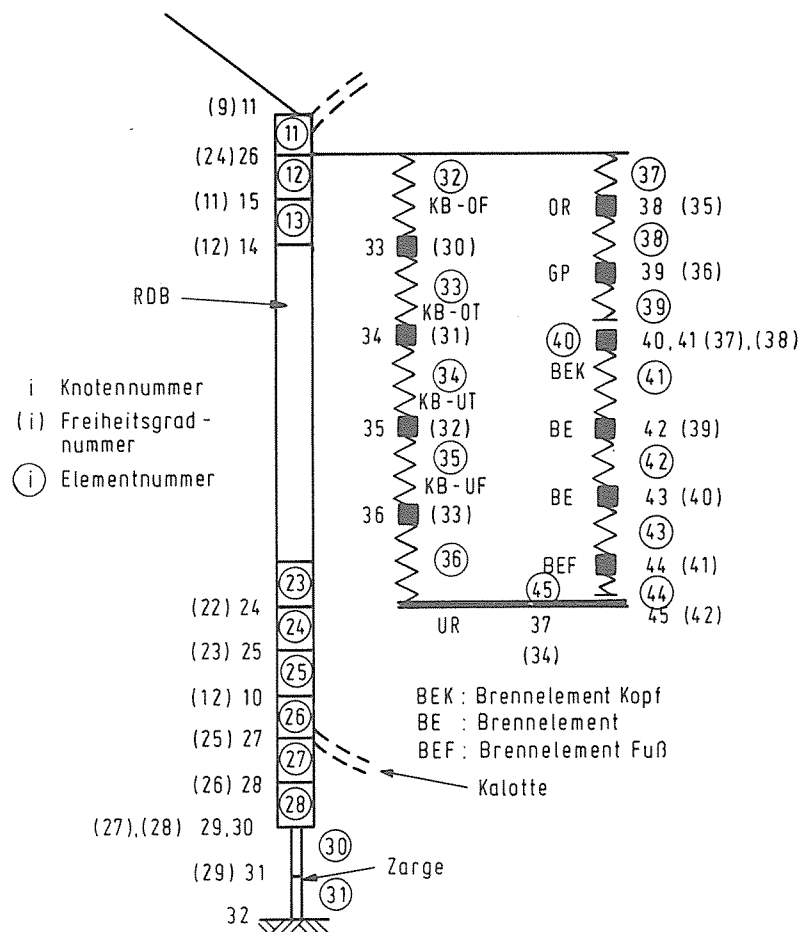 (9) 11
11
(24) 26
12
32
37
KB-OF
OR
38 (35)
(11) 15
13
(12) 14
33
(30)
38
GP
39 (36)
RDB
33
39
KB-OT
34
(31)
40
40,41 (37),(38)
34
BEK
41
i Knotennummer
KB-UT
(i) Freiheitsgrad-
nummer
35
(32)
BE
42 (39)
i Elementnummer
35
42
KB-UF
BE
43 (40)
36
(33)
43
36
BEF
44 (41)
23
45
44
(22) 24
UR
37
45 (42)
24
(34)
(23) 25
25
(12) 10
BEK : Brennelement Kopf
26
BE : Brennelement
(25) 27
BEF : Brennelement Fuß
27
(26) 28
Kalotte
28
(27),(28) 29,30
30
(29) 31
Zarge
31
32